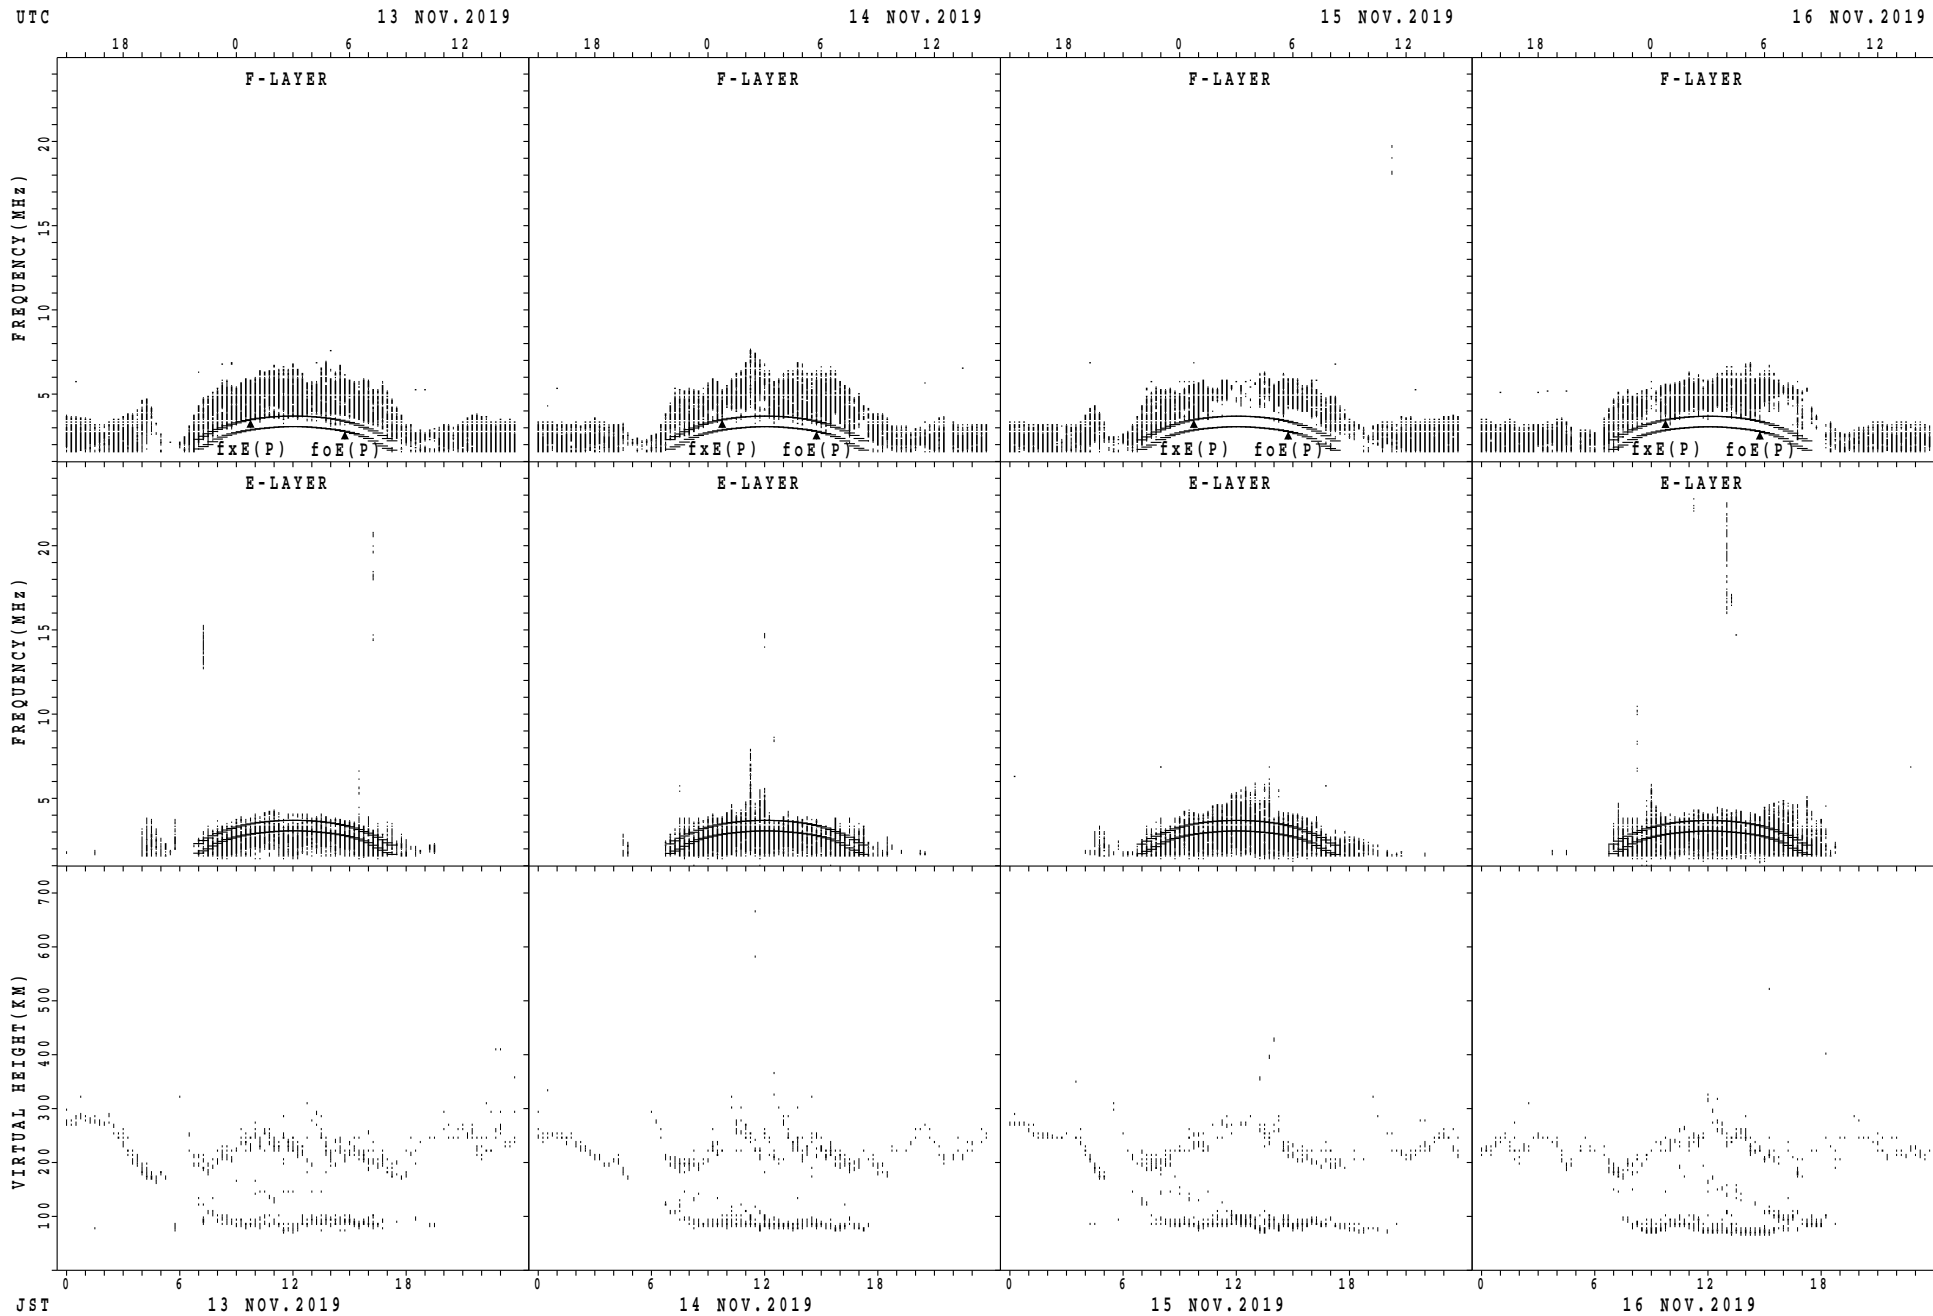 UTC 13 NOV.2019 14 NOV.2019 15 NOV.2019 16 NOV.2019
18 0 6 12 18 0 6 12 18 0 6 12 18 0 6 12
F-LAYER F-LAYER F-LAYER F-LAYER
FREQUENCY(MHz)
20
15
10
5
fxE(P) foE(P) fxE(P) foE(P) fxE(P) foE(P) fxE(P) foE(P)
E-LAYER E-LAYER E-LAYER E-LAYER
FREQUENCY(MHz)
20
15
10
5
VIRTUAL HEIGHT(KM)
700
600
500
400
300
200
100
0 6 12 18 0 6 12 18 0 6 12 18 0 6 12 18
JST 13 NOV.2019 14 NOV.2019 15 NOV.2019 16 NOV.2019